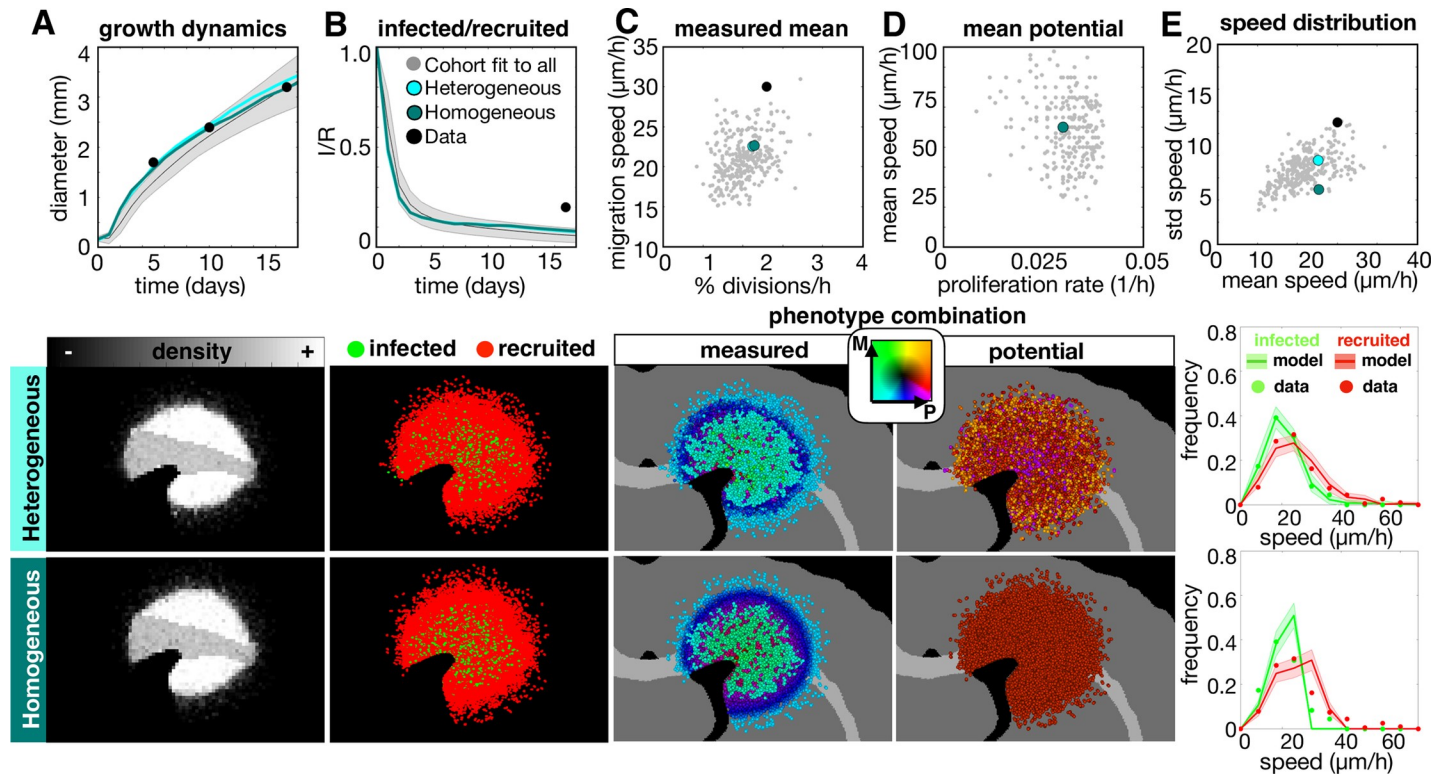 A
growth dynamics
diameter (mm)
4
3
2
1
0
0 5 10 15
time (days)
B
infected/recruited
I/R
1.0
0.5
0
Cohort fit to all
Heterogeneous
Homogeneous
Data
0 5 10 15
time (days)
C
measured mean
migration speed (µm/h)
35
30
25
20
15
10
1 2 3 4
% divisions/h
D
mean potential
mean speed (µm/h)
100
75
50
25
0
0 0.025 0.05
proliferation rate (1/h)
E
speed distribution
std speed (µm/h)
20
15
10
5
0
0 10 20 30 40
mean speed (µm/h)
phenotype combination
- density +
infected recruited
measured
M
P
potential
Heterogeneous
Homogeneous
frequency
0.8
0.6
0.4
0.2
0
infected recruited
model model
data data
0 20 40 60
speed (µm/h)
frequency
0.8
0.6
0.4
0.2
0
0 20 40 60
speed (µm/h)